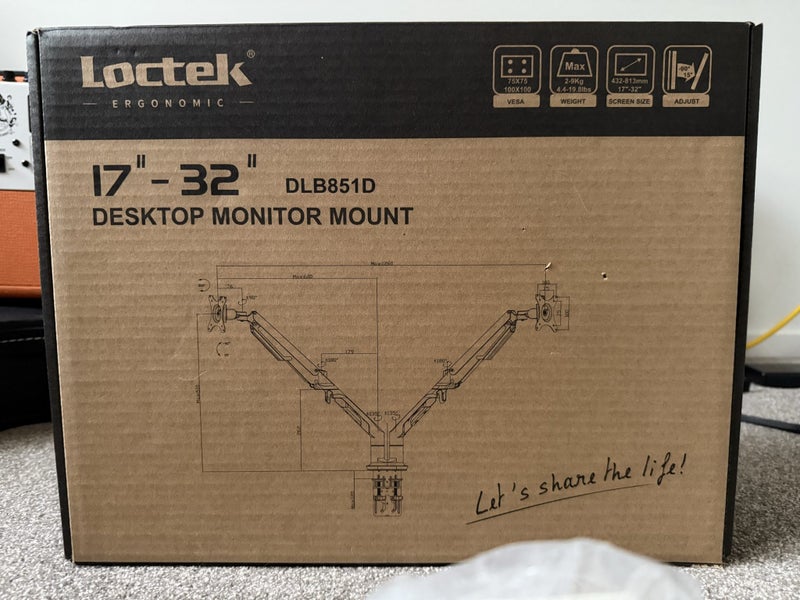 Loctek®
ERGONOMIC
75X75
100X100
VESA
Max
2-9Kg
4.4-19.8lbs
WEIGHT
432-813mm
17"-32"
SCREEN SIZE
ADJUST
17"-32" DLB851D
DESKTOP MONITOR MOUNT
Let's share the life!